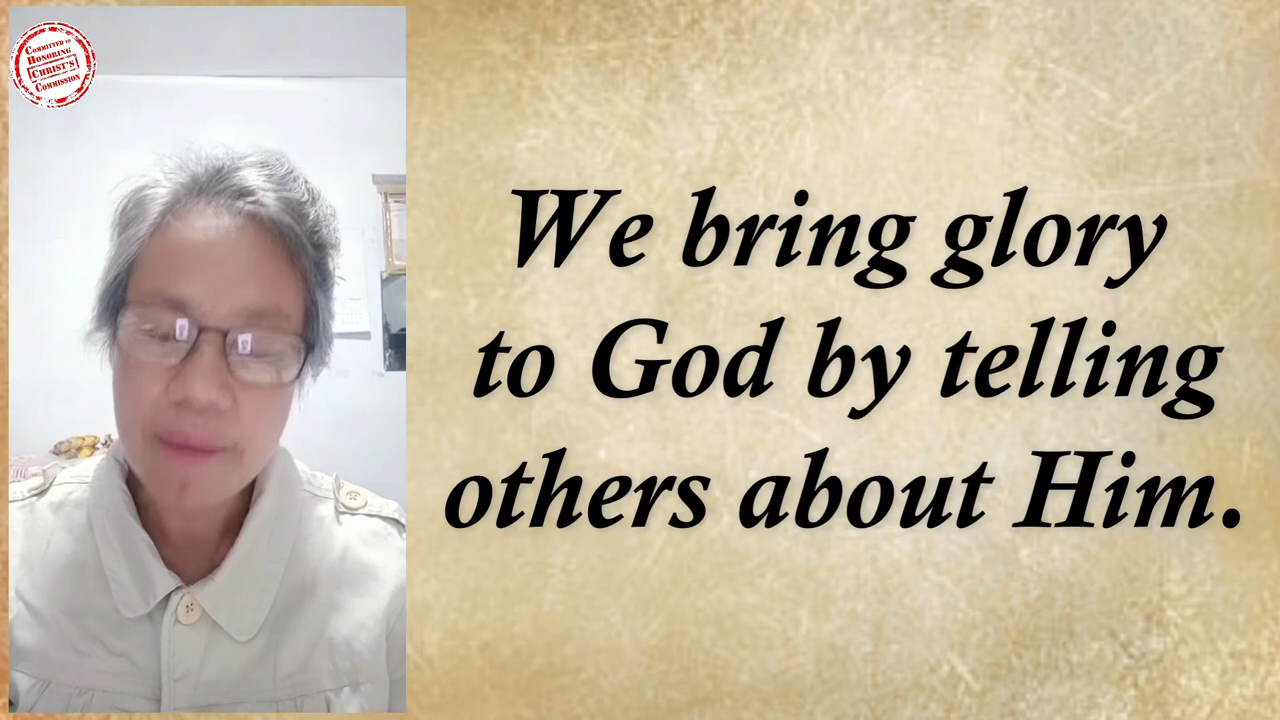 Committed to
Honoring
Christ's
Commission
We bring glory
to God by telling
others about Him.